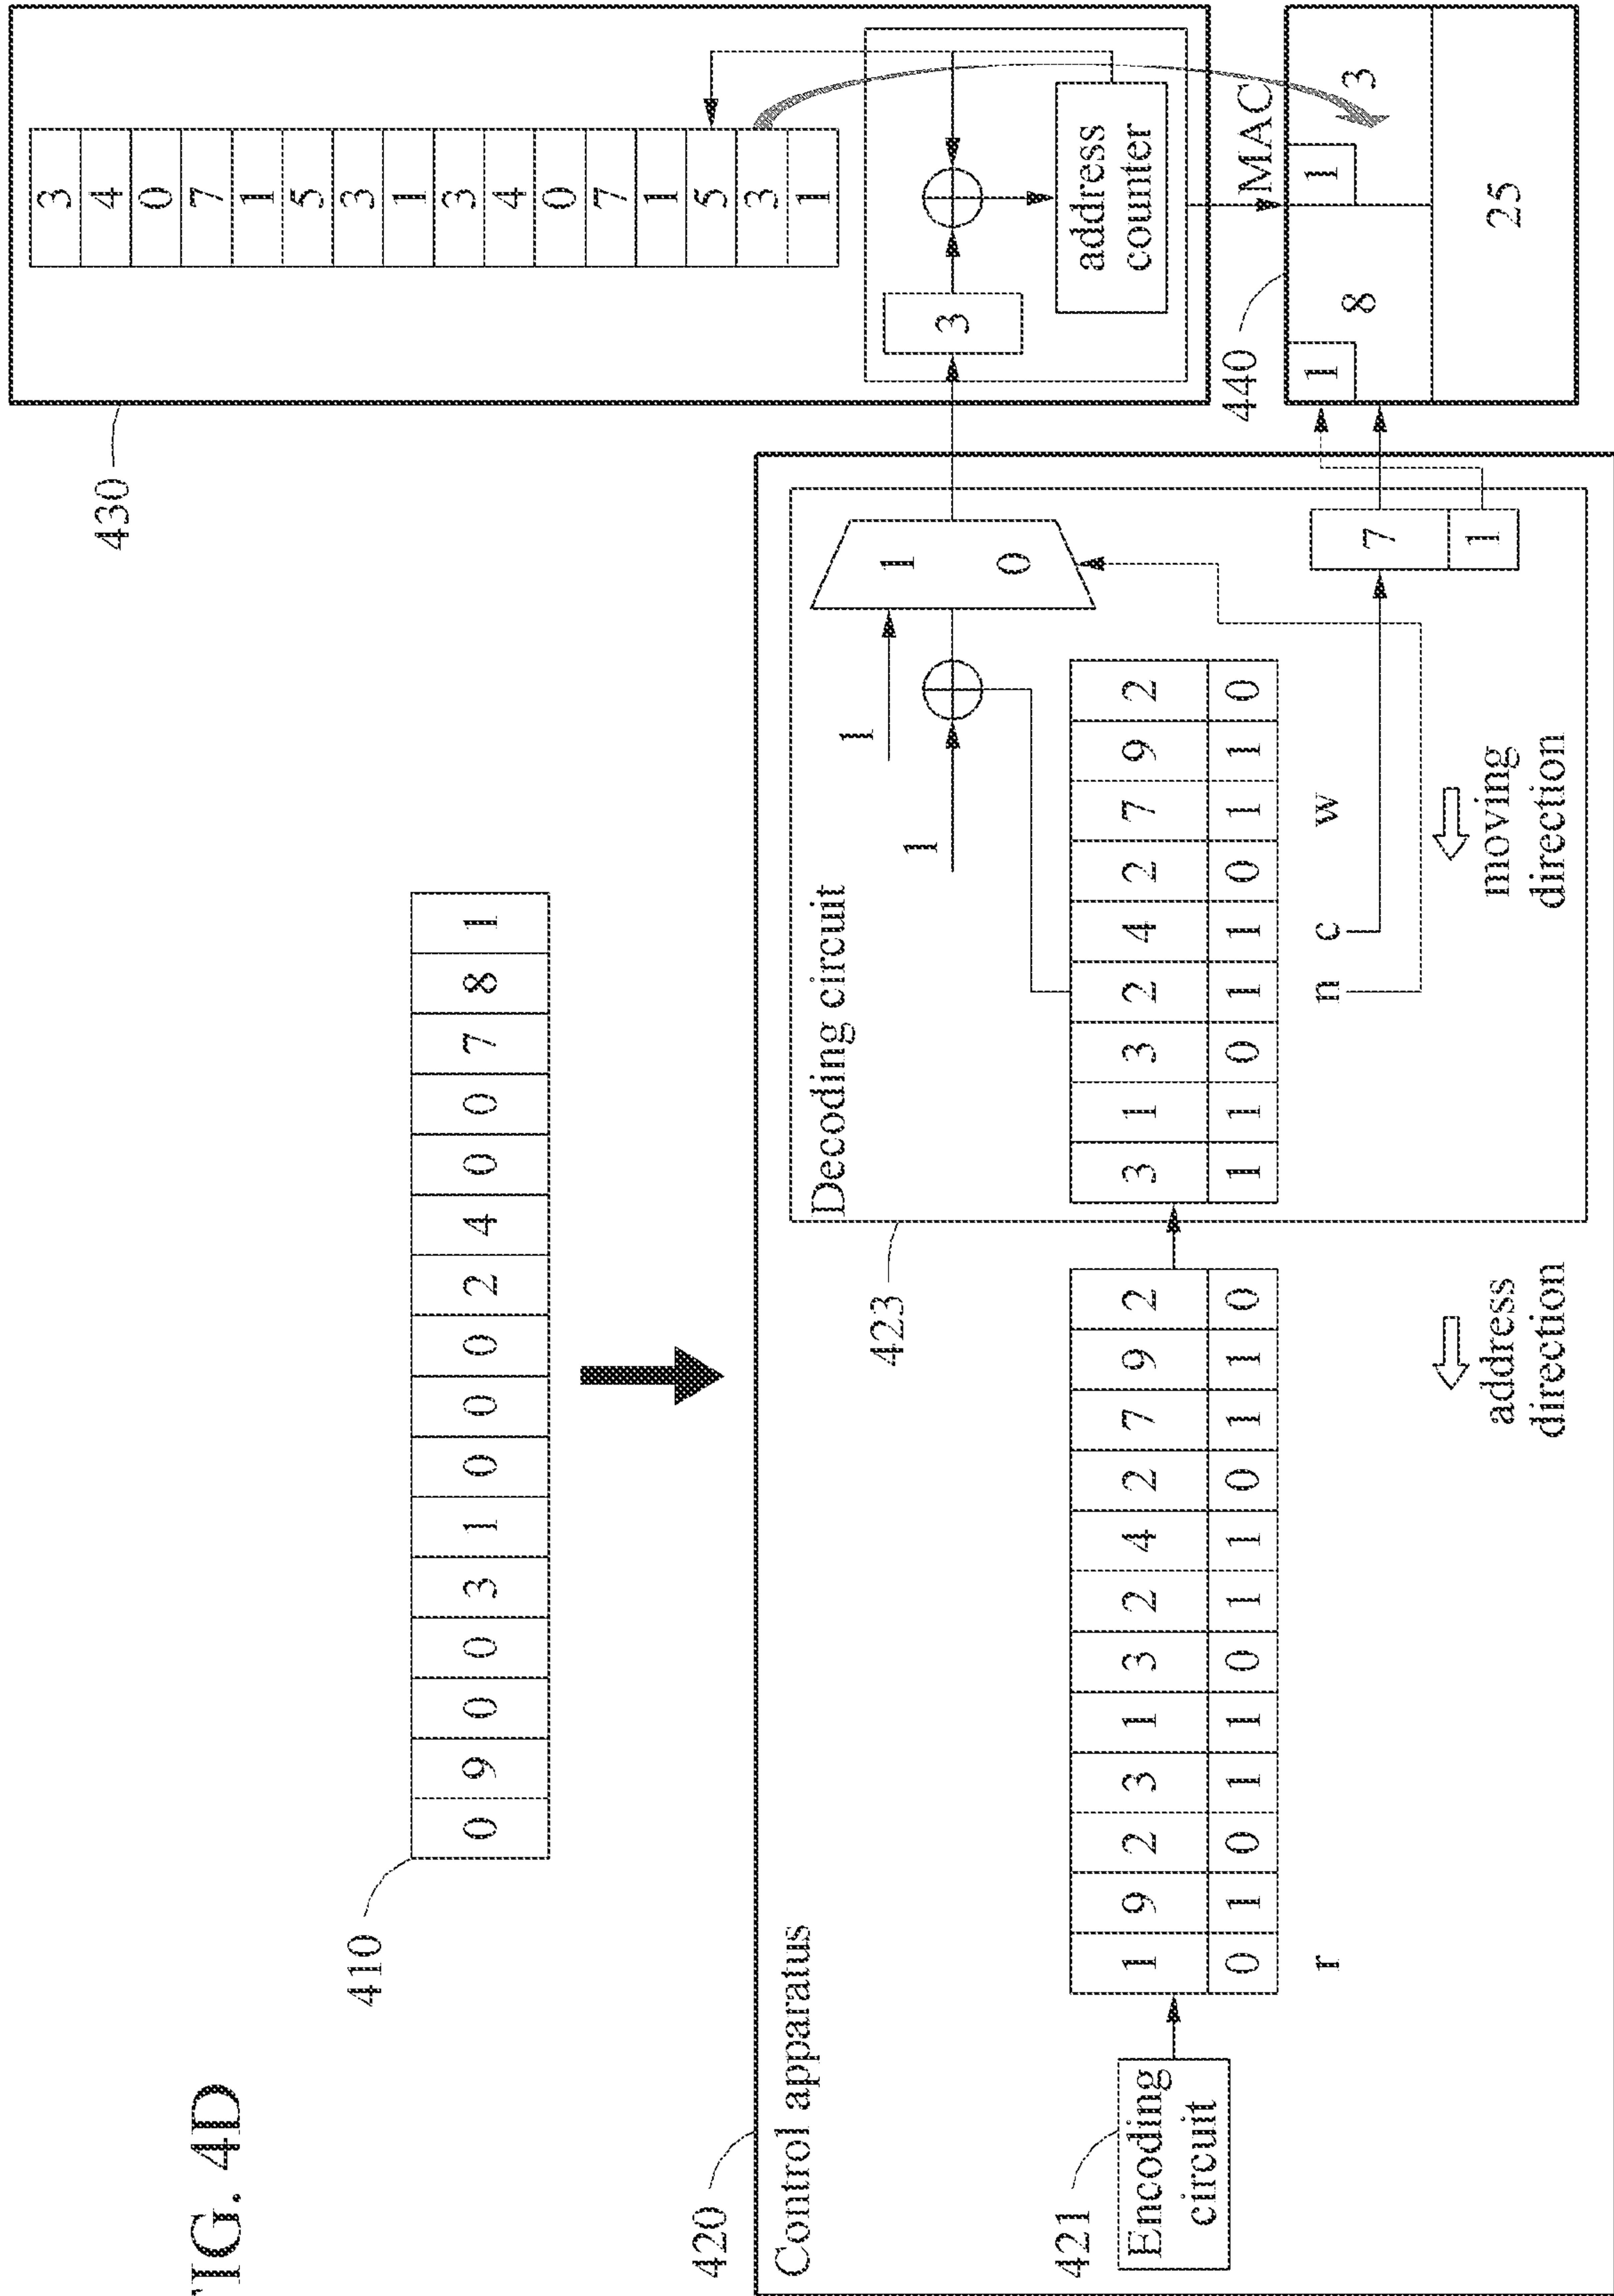 FIG. 4D
410
0 9 0 0 3 1 0 0 0 2 4 0 0 7 8 1
420
Control apparatus
421
Encoding
circuit
1 9 2 3 1 3 2 4 2 7 9 2
0 1 0 1 1 0 1 1 0 1 1 0
r
address
direction
423
Decoding circuit
1
1
1
0
3 1 3 2 4 2 7 9 2
1 1 0 1 1 0 1 1 0
n c w
7
1
moving
direction
430
3
4
0
7
1
5
3
1
3
4
0
7
1
5
3
1
3
address
counter
MAC
440
1
8
1
3
25